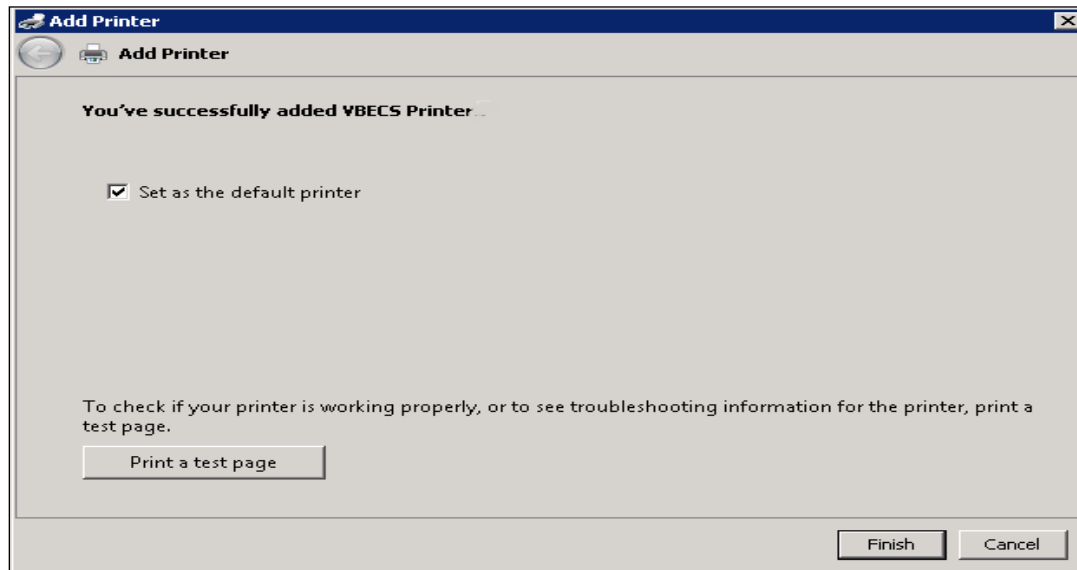 Add Printer
Add Printer
You've successfully added VBECS Printer
Set as the default printer
To check if your printer is working properly, or to see troubleshooting information for the printer, print a
test page.
Print a test page
Finish
Cancel